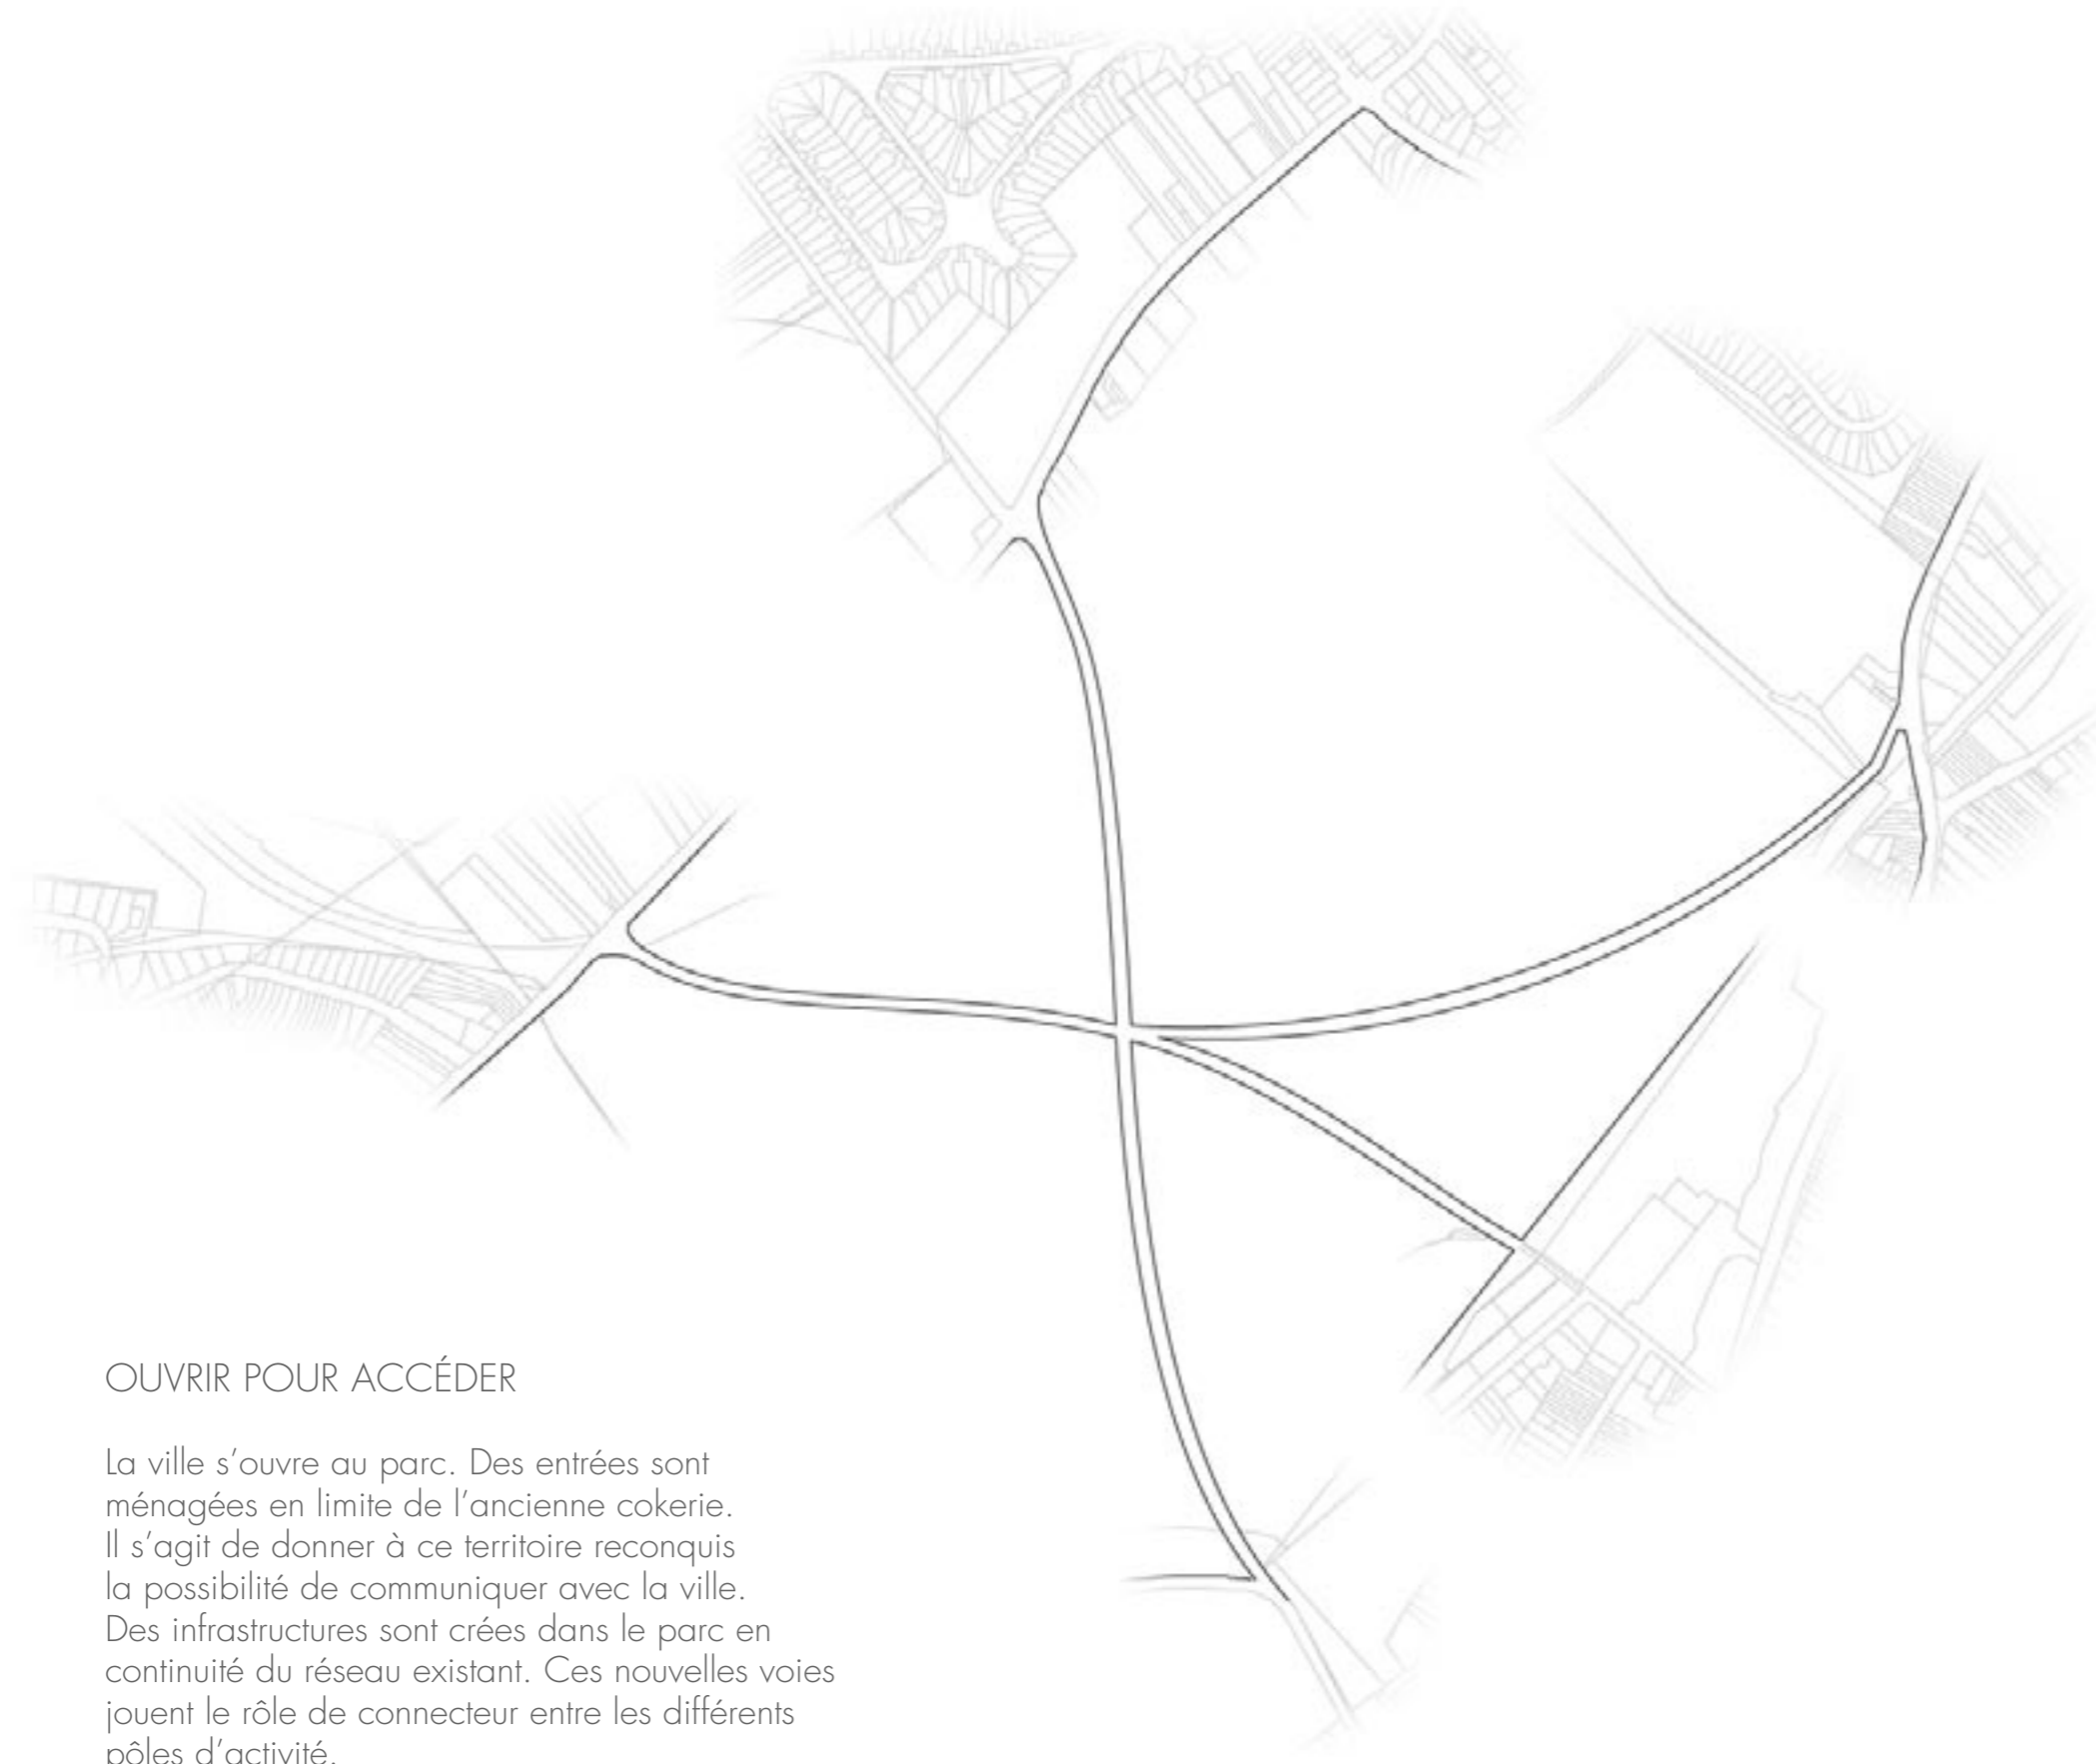 OUVRIR POUR ACCÉDER
La ville s’ouvre au parc. Des entrées sont
ménagées en limite de l’ancienne cokerie.
Il s’agit de donner à ce territoire reconquis
la possibilité de communiquer avec la ville.
Des infrastructures sont crées dans le parc en
continuité du réseau existant. Ces nouvelles voies
jouent le rôle de connecteur entre les différents
pôles d’activité.